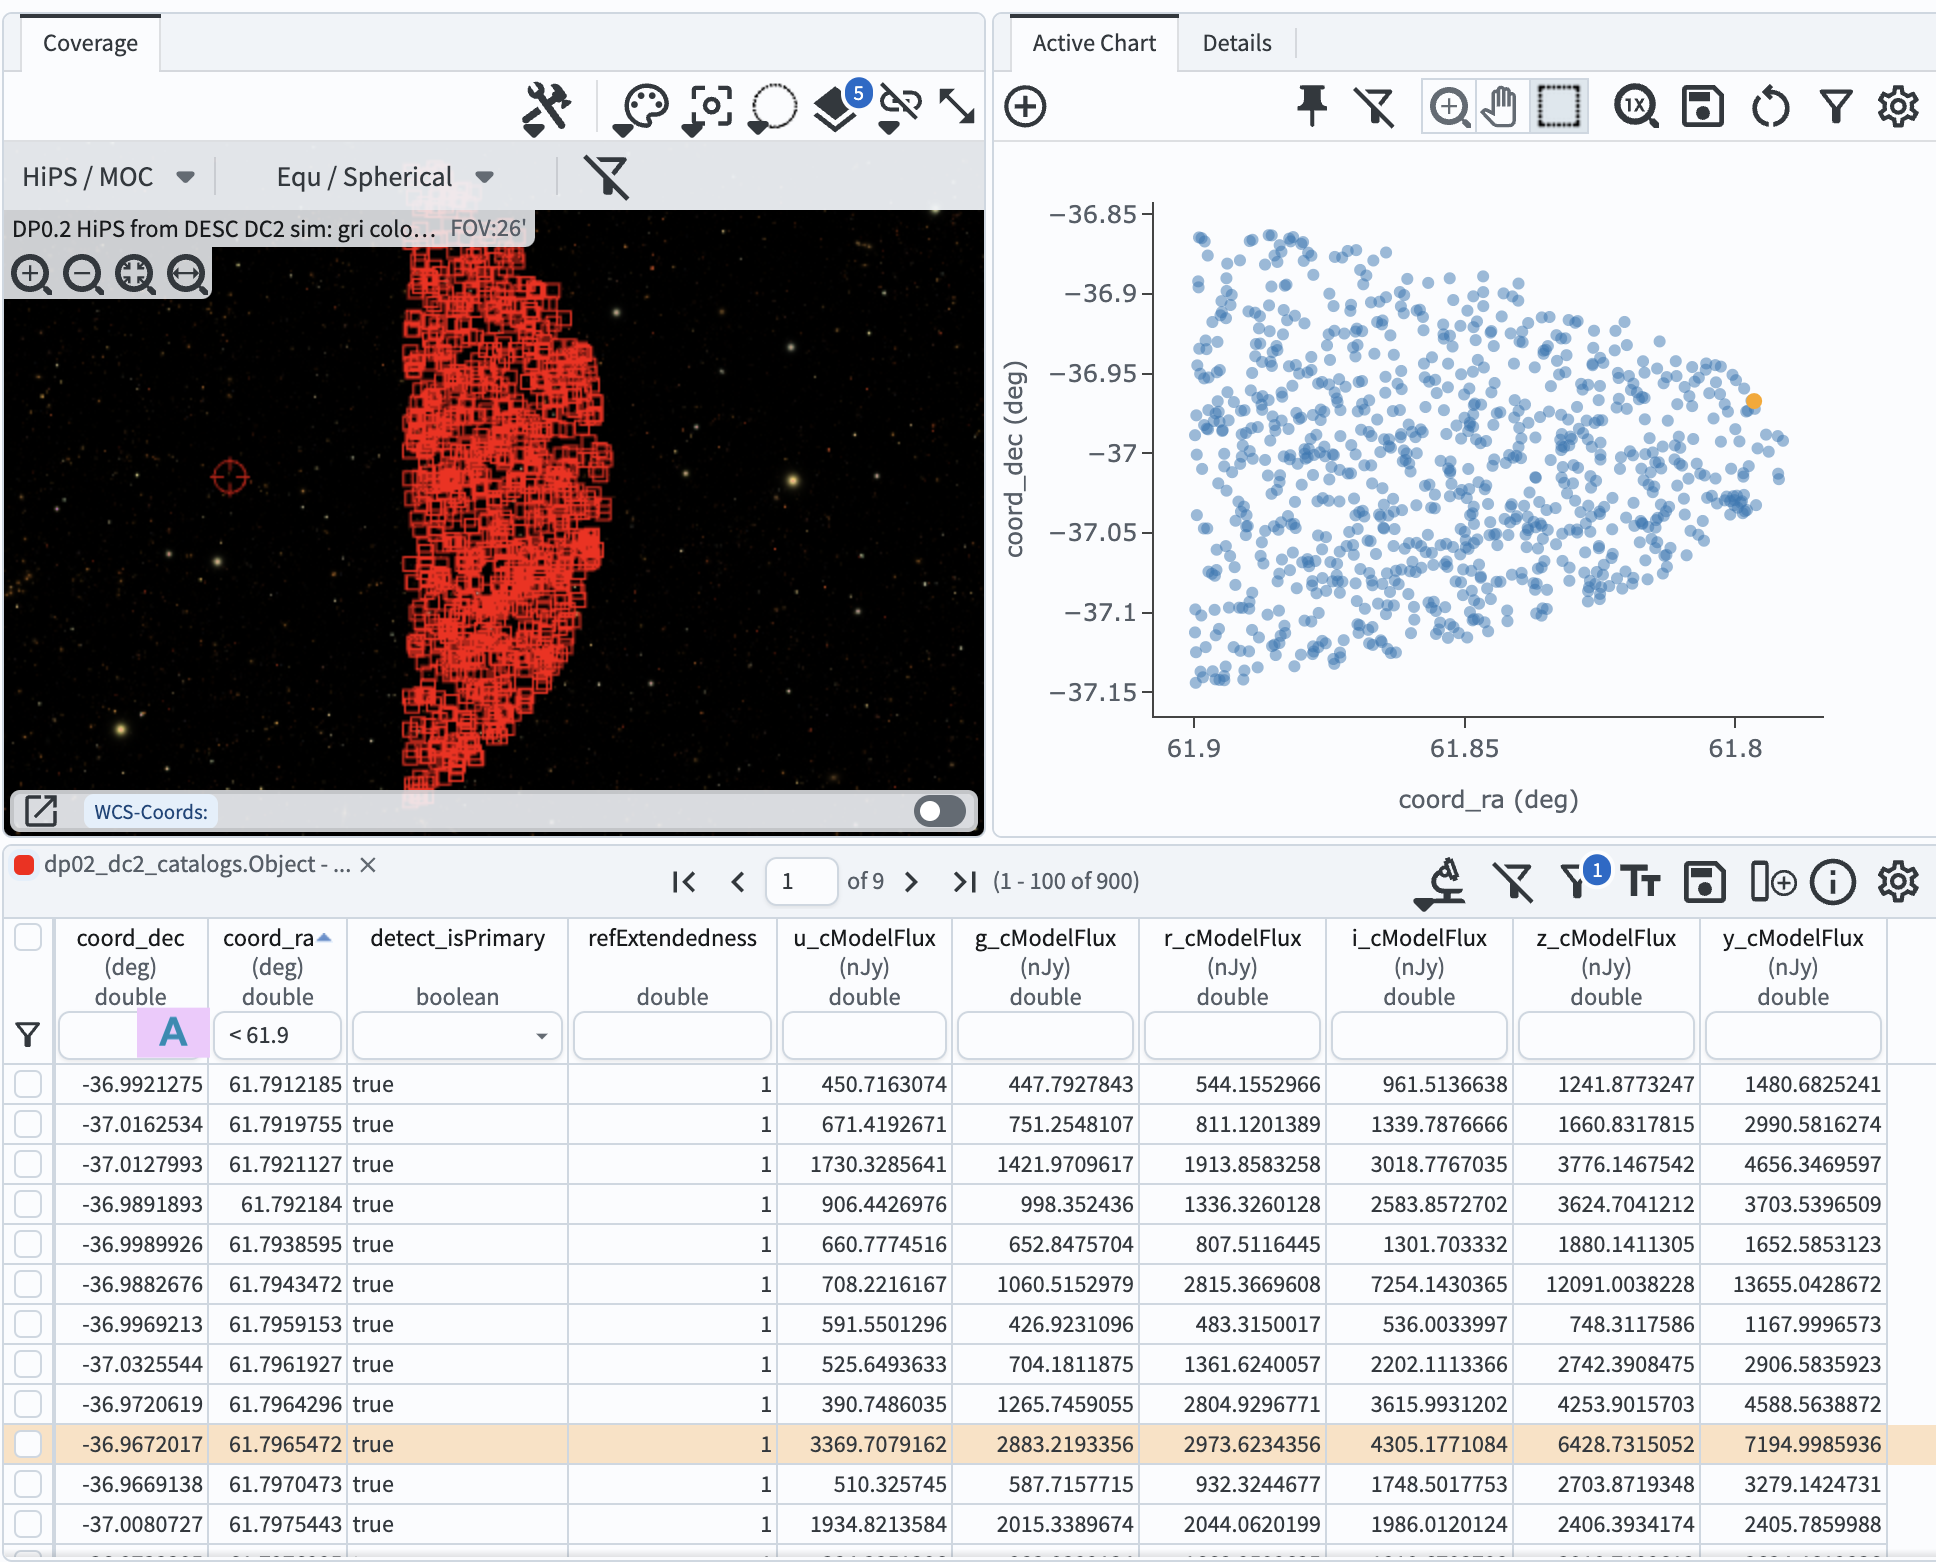 Coverage
5
HiPS / MOC Equ / Spherical
DP0.2 HiPS from DESC DC2 sim: gri colo... FOV:26'
WCS-Coords:
Active Chart Details
1X
−36.85
−36.9
−36.95
−37
−37.05
−37.1
−37.15
coord_dec (deg)
61.9 61.85 61.8
coord_ra (deg)
dp02_dc2_catalogs.Object - ... 1 of 9 (1 - 100 of 900) 1
coord_dec coord_ra detect_isPrimary refExtendedness u_cModelFlux g_cModelFlux r_cModelFlux i_cModelFlux z_cModelFlux y_cModelFlux
(deg) (deg) (nJy) (nJy) (nJy) (nJy) (nJy) (nJy)
double double boolean double double double double double double double
A < 61.9
-36.9921275 61.7912185 true 1 450.7163074 447.7927843 544.1552966 961.5136638 1241.8773247 1480.6825241
-37.0162534 61.7919755 true 1 671.4192671 751.2548107 811.1201389 1339.7876666 1660.8317815 2990.5816274
-37.0127993 61.7921127 true 1 1730.3285641 1421.9709617 1913.8583258 3018.7767035 3776.1467542 4656.3469597
-36.9891893 61.792184 true 1 906.4426976 998.352436 1336.3260128 2583.8572702 3624.7041212 3703.5396509
-36.9989926 61.7938595 true 1 660.7774516 652.8475704 807.5116445 1301.703332 1880.1411305 1652.5853123
-36.9882676 61.7943472 true 1 708.2216167 1060.5152979 2815.3669608 7254.1430365 12091.0038228 13655.0428672
-36.9969213 61.7959153 true 1 591.5501296 426.9231096 483.3150017 536.0033997 748.3117586 1167.9996573
-37.0325544 61.7961927 true 1 525.6493633 704.1811875 1361.6240057 2202.1113366 2742.3908475 2906.5835923
-36.9720619 61.7964296 true 1 390.7486035 1265.7459055 2804.9296771 3615.9931202 4253.9015703 4588.5638872
-36.9672017 61.7965472 true 1 3369.7079162 2883.2193356 2973.6234356 4305.1771084 6428.7315052 7194.9985936
-36.9669138 61.7970473 true 1 510.325745 587.7157715 932.3244677 1748.5017753 2703.8719348 3279.1424731
-37.0080727 61.7975443 true 1 1934.8213584 2015.3389674 2044.0620199 1986.0120124 2406.3934174 2405.7859988